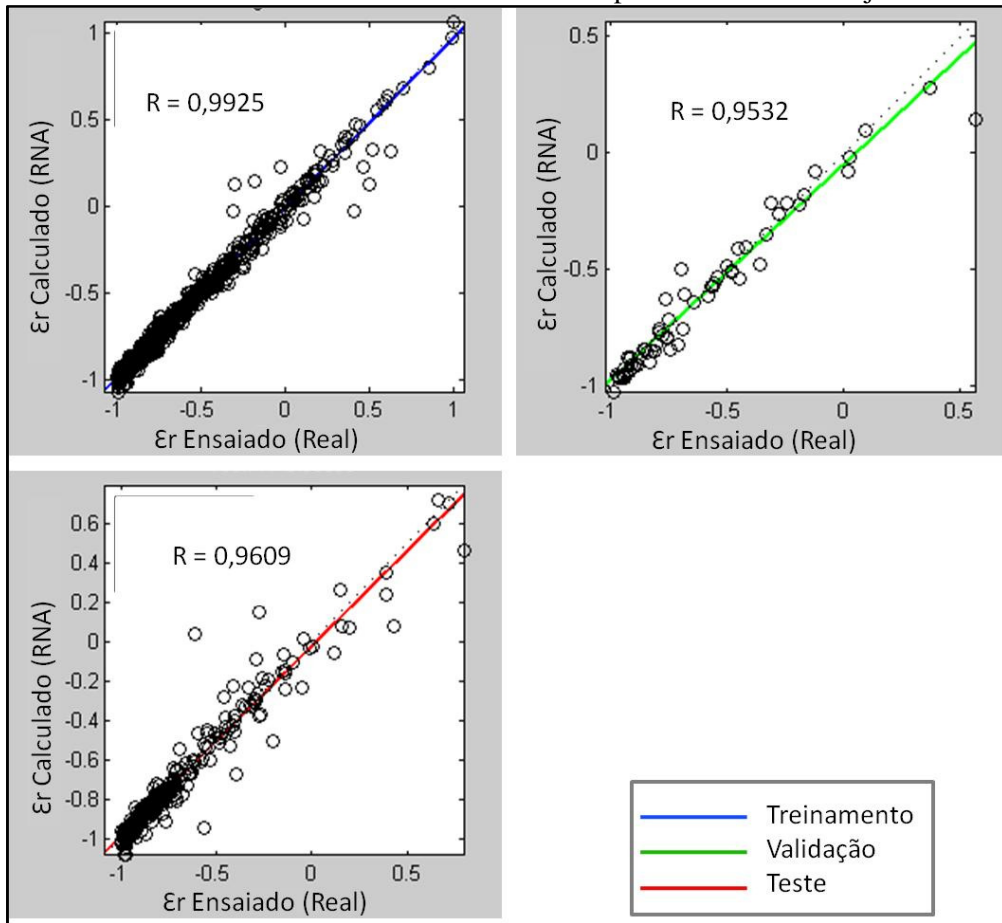 1
0.5
0
-0.5
-1
-1 -0.5 0 0.5 1
R = 0,9925
Ɛr Calculado (RNA)
Ɛr Ensaiado (Real)
0.5
0
-0.5
-1
-1 -0.5 0 0.5
R = 0,9532
Ɛr Calculado (RNA)
Ɛr Ensaiado (Real)
0.6
0.4
0.2
0
-0.2
-0.4
-0.6
-0.8
-1
-1 -0.5 0 0.5
R = 0,9609
Ɛr Calculado (RNA)
Ɛr Ensaiado (Real)
Treinamento
Validação
Teste